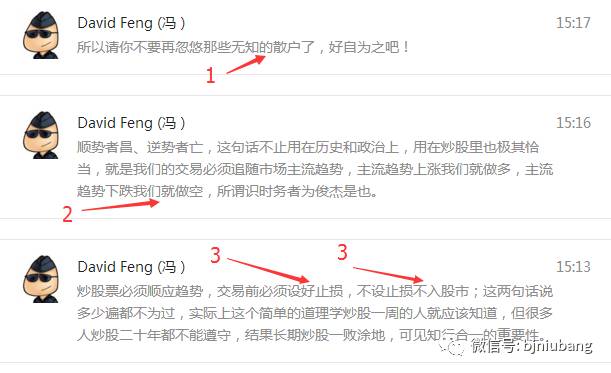 David Feng (冯 )
15:17
所以请你不要再忽悠那些无知的散户了，好自为之吧！
1
David Feng (冯 )
15:16
顺势者昌、逆势者亡，这句话不止用在历史和政治上，用在炒股里也极其恰
当，就是我们的交易必须追随市场主流趋势，主流趋势上涨我们就做多，主流
趋势下跌我们就做空，所谓识时务者为俊杰是也。
2
3
3
David Feng (冯 )
15:13
炒股票必须顺应趋势，交易前必须设好止损，不设止损不入股市；这两句话说
多少遍都不为过，实际上这个简单的道理学炒股一周的人就应该知道，但很多
人炒股二十年都不能遵守，结果长期炒股一败涂地，可见知行合一的重要性。
微信号: bjniubang